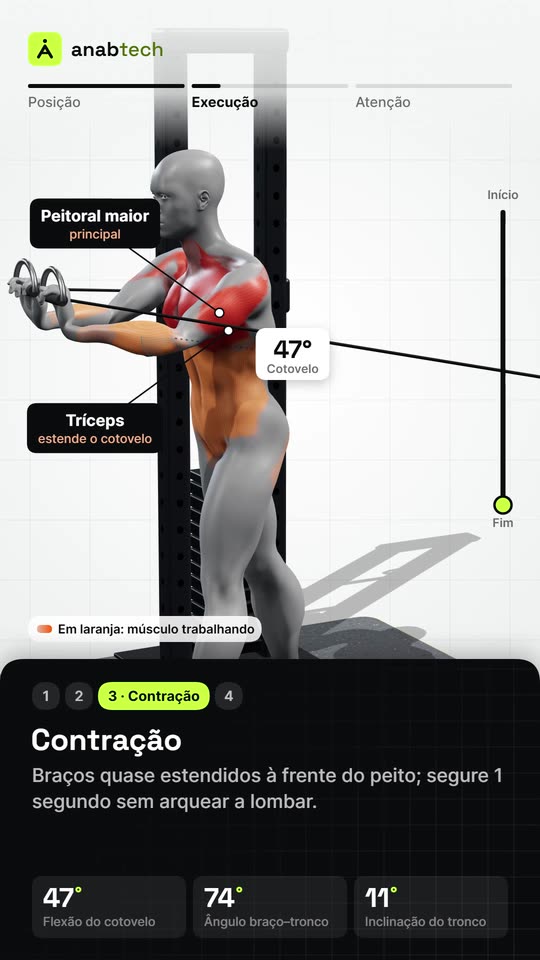 anabtech
Posição
Execução
Atenção
Início
Peitoral maior
principal
47°
Cotovelo
Tríceps
estende o cotovelo
Fim
Em laranja: músculo trabalhando
1
2
3 · Contração
4
Contração
Braços quase estendidos à frente do peito; segure 1
segundo sem arquear a lombar.
47°
Flexão do cotovelo
74°
Ângulo braço–tronco
11°
Inclinação do tronco